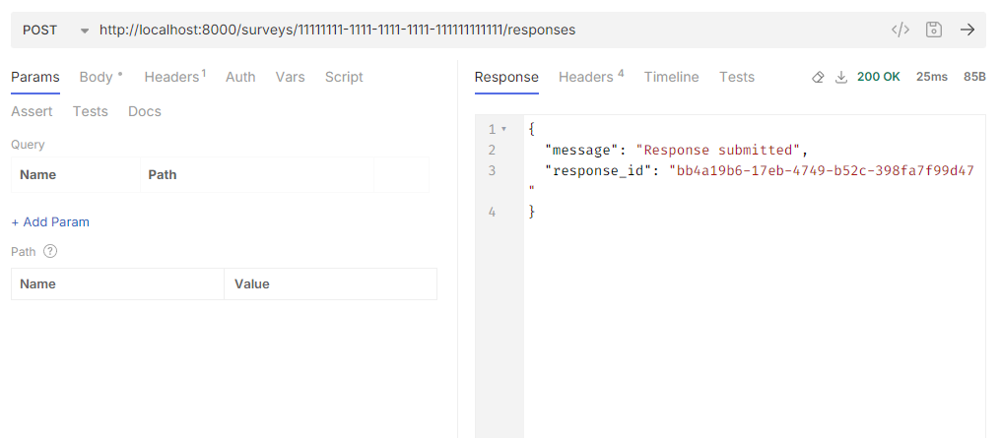 POST http://localhost:8000/surveys/11111111-1111-1111-1111-111111111111/responses
Params Body Headers 1 Auth Vars Script
Assert Tests Docs
Query
Name Path
+ Add Param
Path ?
Name Value
Response Headers 4 Timeline Tests 200 OK 25ms 85B
1 {
2 "message": "Response submitted",
3 "response_id": "bb4a19b6-17eb-4749-b52c-398fa7f99d47
"
4 }